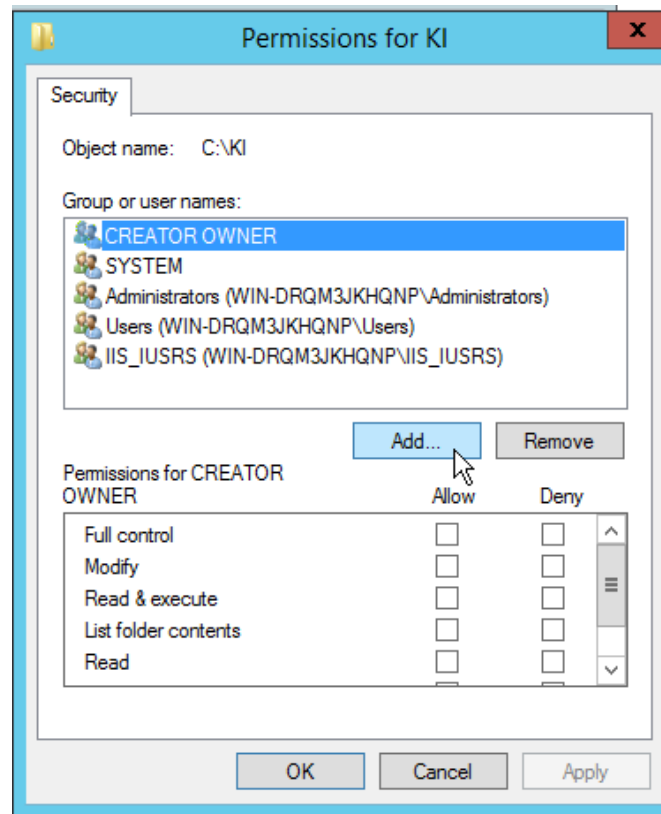 Permissions for KI
x
Security
Object name: C:\KI
Group or user names:
CREATOR OWNER
SYSTEM
Administrators (WIN-DRQM3JKHQNP\Administrators)
Users (WIN-DRQM3JKHQNP\Users)
IIS_IUSRS (WIN-DRQM3JKHQNP\IIS_IUSRS)
Add... Remove
Permissions for CREATOR
OWNER Allow Deny
Full control
Modify
Read & execute
List folder contents
Read
OK Cancel Apply